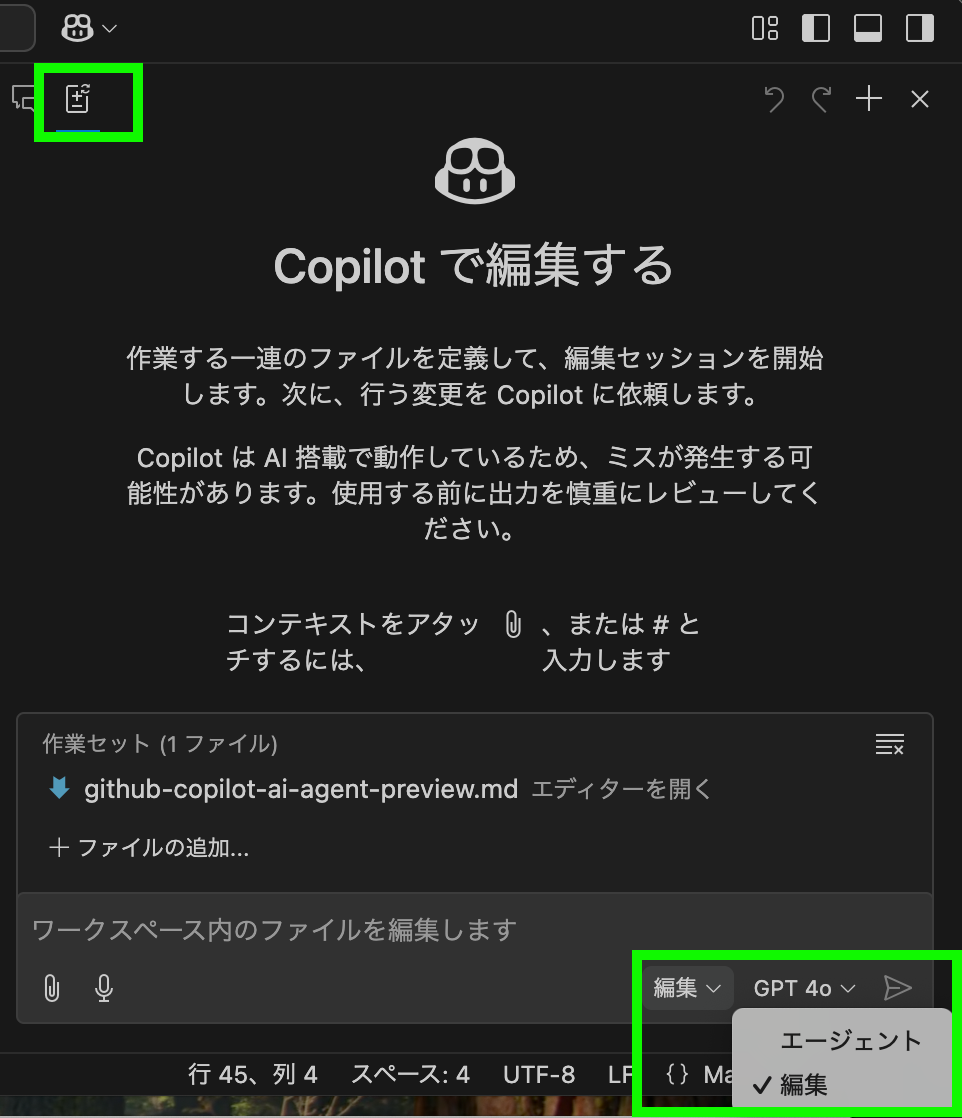 Copilot で編集する
作業する一連のファイルを定義して、編集セッションを開始
します。次に、行う変更を Copilot に依頼します。
Copilot は AI 搭載で動作しているため、ミスが発生する可
能性があります。使用する前に出力を慎重にレビューしてく
ださい。
コンテキストをアタッ 、または # と
チするには、 入力します
作業セット (1 ファイル)
github-copilot-ai-agent-preview.md エディターを開く
+ ファイルの追加...
ワークスペース内のファイルを編集します
編集 GPT 4o
エージェント
行 45、列 4 スペース: 4 UTF-8 LF {} Ma
✓ 編集